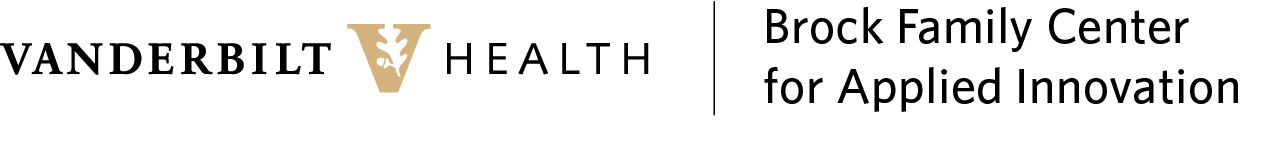 VANDERBILT V HEALTH
Brock Family Center
for Applied Innovation